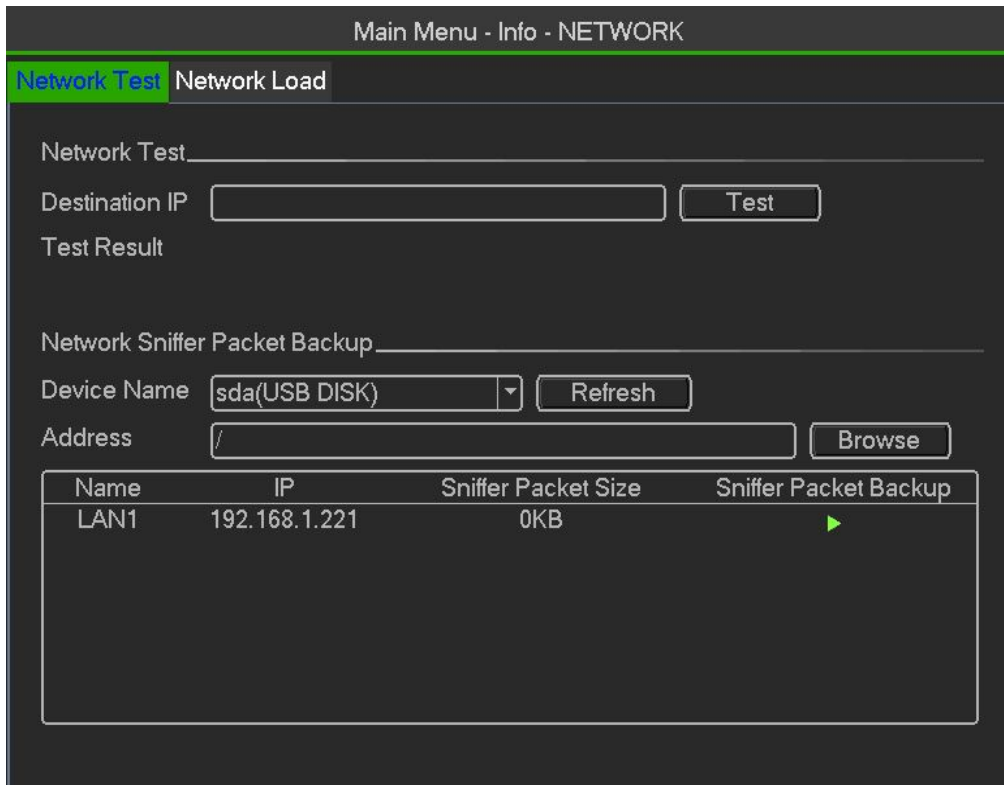 Main Menu - Info - NETWORK
Network Test Network Load
Network Test
Destination IP Test
Test Result
Network Sniffer Packet Backup
Device Name sda(USB DISK) Refresh
Address / Browse
Name IP Sniffer Packet Size Sniffer Packet Backup
LAN1 192.168.1.221 0KB